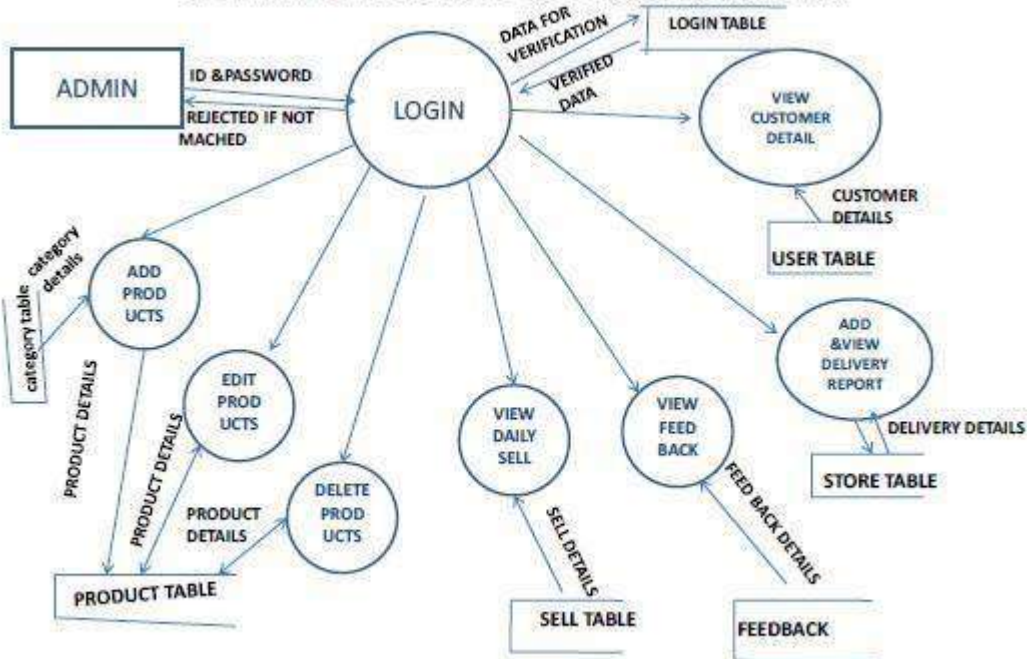 DATA FOR
VERIFICATION
LOGIN TABLE
ADMIN
ID &PASSWORD
REJECTED IF NOT
MACHED
LOGIN
VERIFIED
DATA
VIEW
CUSTOMER
DETAIL
CUSTOMER
DETAILS
USER TABLE
category table
category
details
ADD
PROD
UCTS
PRODUCT DETAILS
EDIT
PROD
UCTS
PRODUCT DETAILS
PRODUCT
DETAILS
DELETE
PROD
UCTS
PRODUCT TABLE
VIEW
DAILY
SELL
SELL DETAILS
SELL TABLE
VIEW
FEED
BACK
FEED BACK DETAILS
FEEDBACK
ADD
&VIEW
DELIVERY
REPORT
DELIVERY DETAILS
STORE TABLE